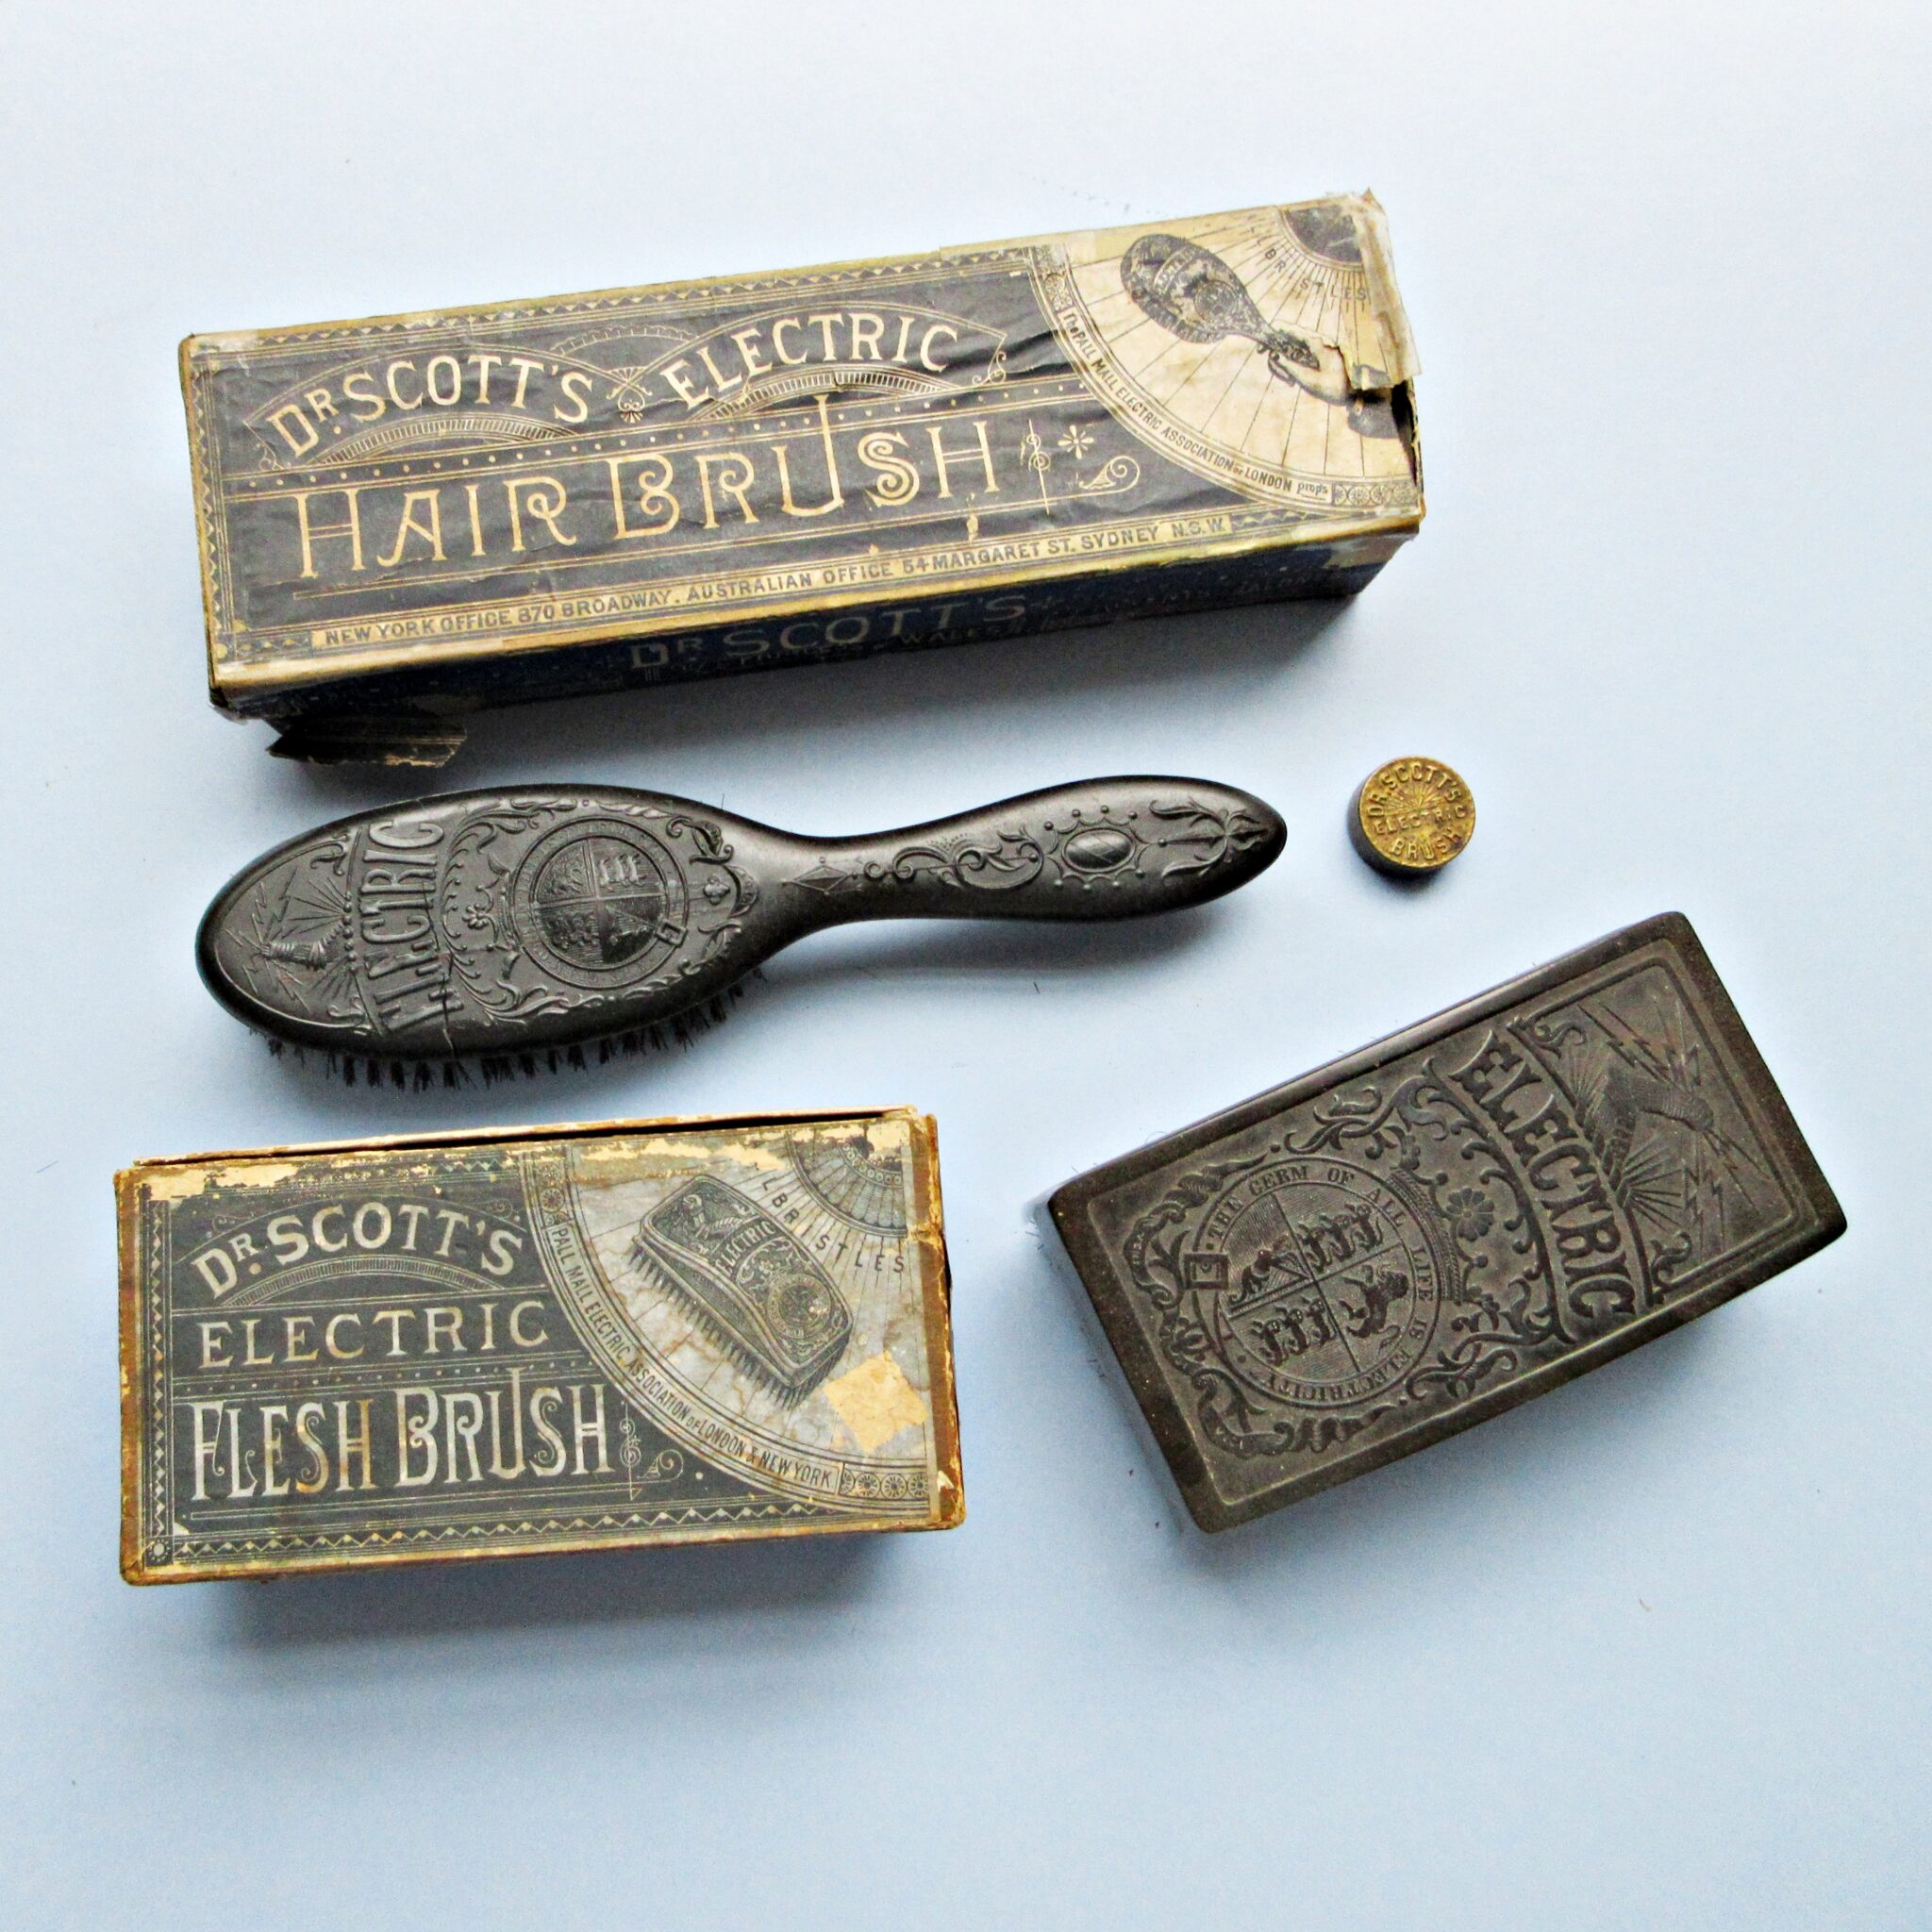 DR SCOTT'S ELECTRIC
HAIR BRUSH
BRISTLES
The PALL MALL ELECTRIC ASSOCIATION OF LONDON
NEW YORK OFFICE 870 BROADWAY. AUSTRALIAN OFFICE 54 MARGARET ST. SYDNEY N.S.W.
DR SCOTT'S
ELECTRIC
DR. SCOTT'S
ELECTRIC
BRUSH
DR. SCOTT'S
ELECTRIC
FLESH BRUSH
BRISTLES
ELECTRIC
PALL MALL ELECTRIC ASSOCIATION OF LONDON & NEW YORK
ELECTRIC
"THE GERM OF ALL LIFE IS ELECTRICITY"